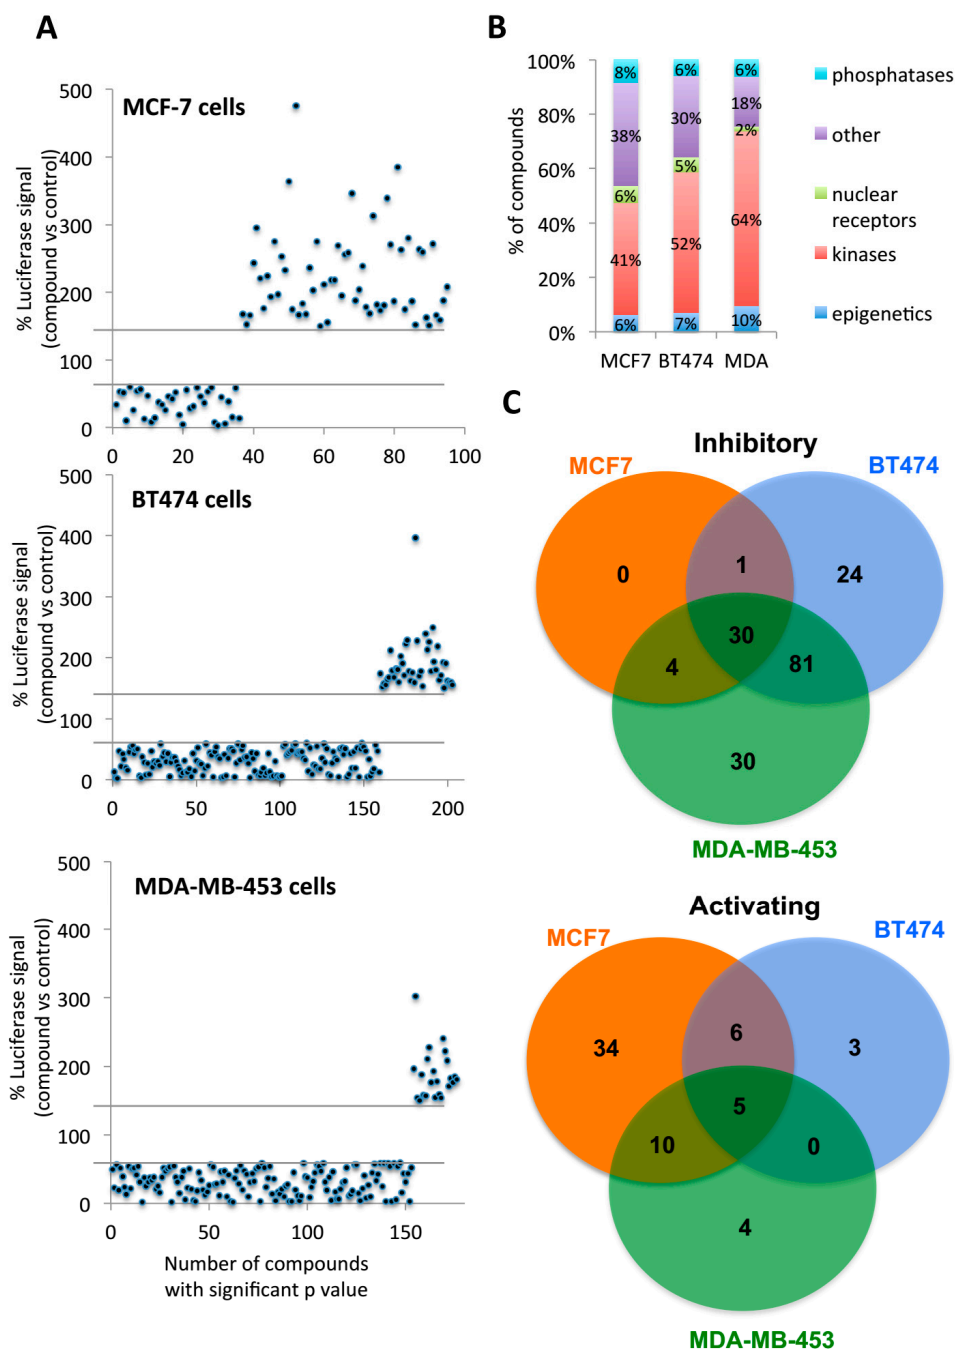 A
MCF-7 cells
% Luciferase signal
(compound vs control)
500
400
300
200
100
0
0 20 40 60 80 100
BT474 cells
% Luciferase signal
(compound vs control)
500
400
300
200
100
0
0 50 100 150 200
MDA-MB-453 cells
% Luciferase signal
(compound vs control)
500
400
300
200
100
0
0 50 100 150
Number of compounds
with significant p value
B
% of compounds
100%
80%
60%
40%
20%
0%
8% 6% 6%
38% 30% 18%
6% 5% 2%
41% 52% 64%
6% 7% 10%
MCF7 BT474 MDA
phosphatases
other
nuclear
receptors
kinases
epigenetics
C
Inhibitory
MCF7
BT474
0 1 24
30
4 81
30
MDA-MB-453
Activating
MCF7
BT474
34 6 3
5
10 0
4
MDA-MB-453